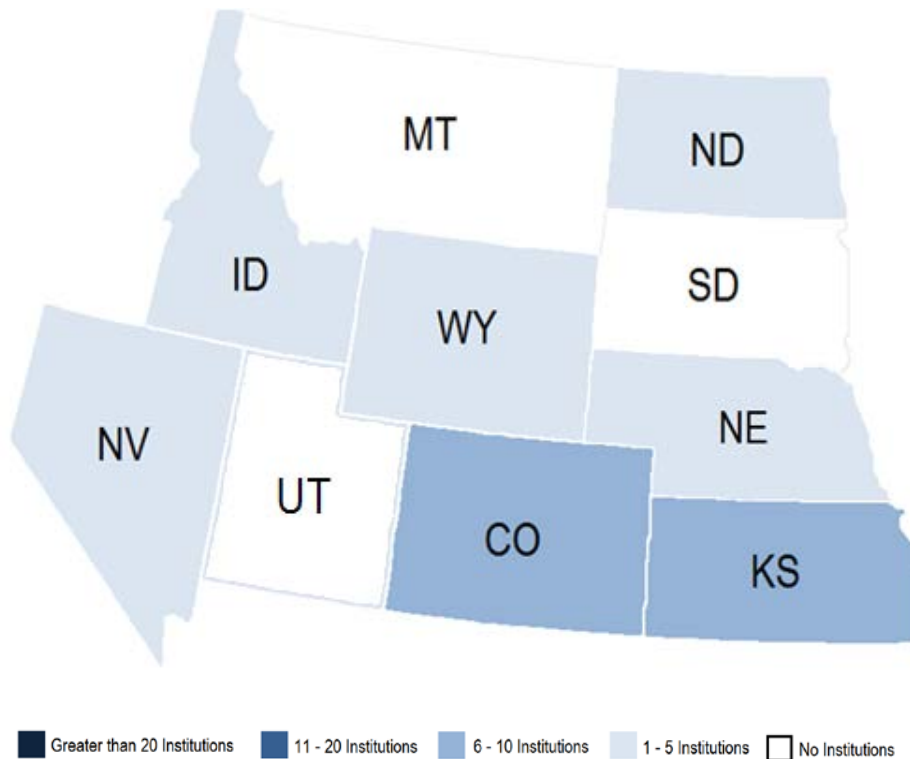 MT
ND
ID
SD
WY
NV
NE
UT
CO
KS
Greater than 20 Institutions
11 - 20 Institutions
6 - 10 Institutions
1 - 5 Institutions
No Institutions